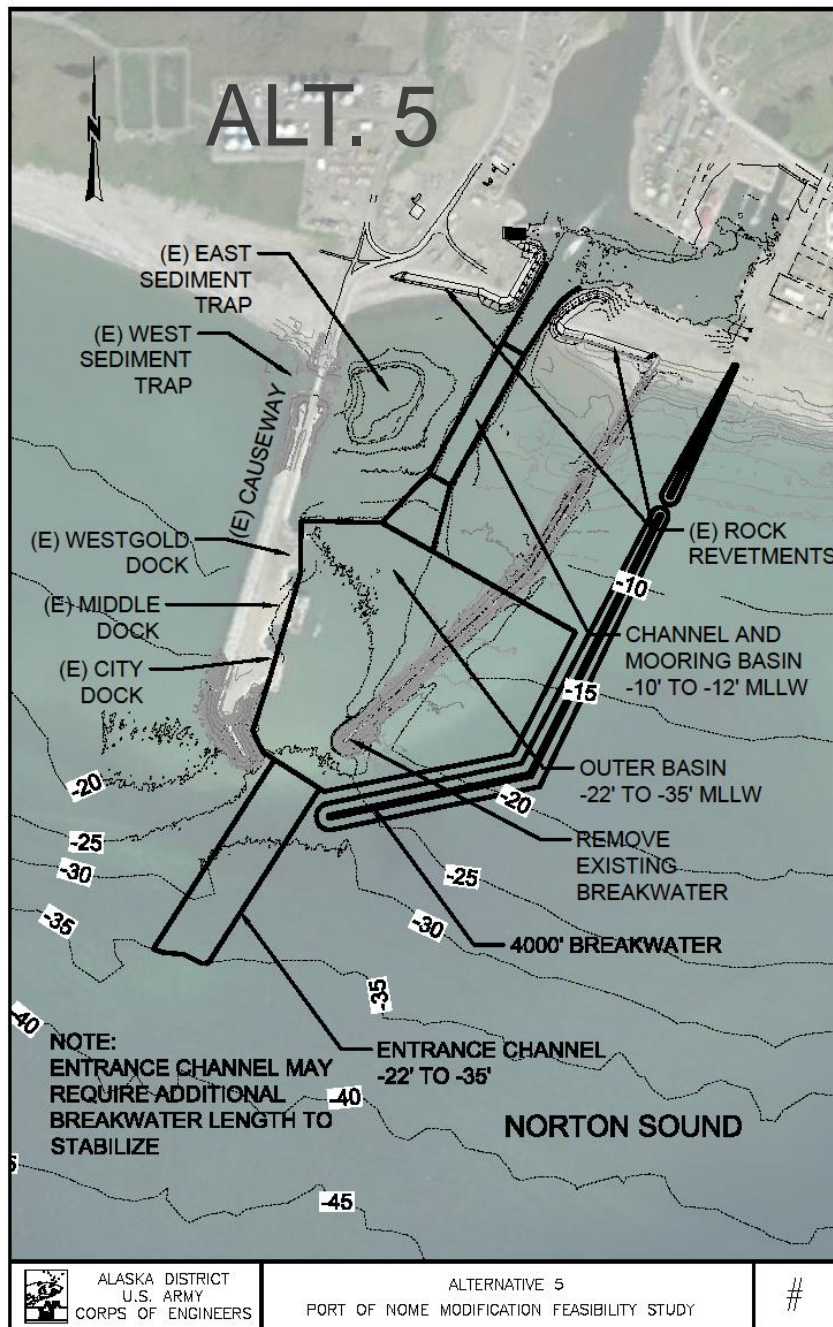 ALT. 5
N
(E) EAST
SEDIMENT
TRAP
(E) WEST
SEDIMENT
TRAP
(E) CAUSEWAY
(E) WESTGOLD
DOCK
(E) MIDDLE
DOCK
(E) CITY
DOCK
(E) ROCK
REVETMENTS
-10
CHANNEL AND
MOORING BASIN
-10' TO -12' MLLW
-15
OUTER BASIN
-22' TO -35' MLLW
-20
-20
REMOVE
EXISTING
BREAKWATER
-25
-25
-30
-30
-35
4000' BREAKWATER
-35
-40
NOTE:
ENTRANCE CHANNEL MAY
REQUIRE ADDITIONAL
BREAKWATER LENGTH TO
STABILIZE
ENTRANCE CHANNEL
-22' TO -35'
-40
NORTON SOUND
-45
ALASKA DISTRICT
U.S. ARMY
CORPS OF ENGINEERS
ALTERNATIVE 5
PORT OF NOME MODIFICATION FEASIBILITY STUDY
#